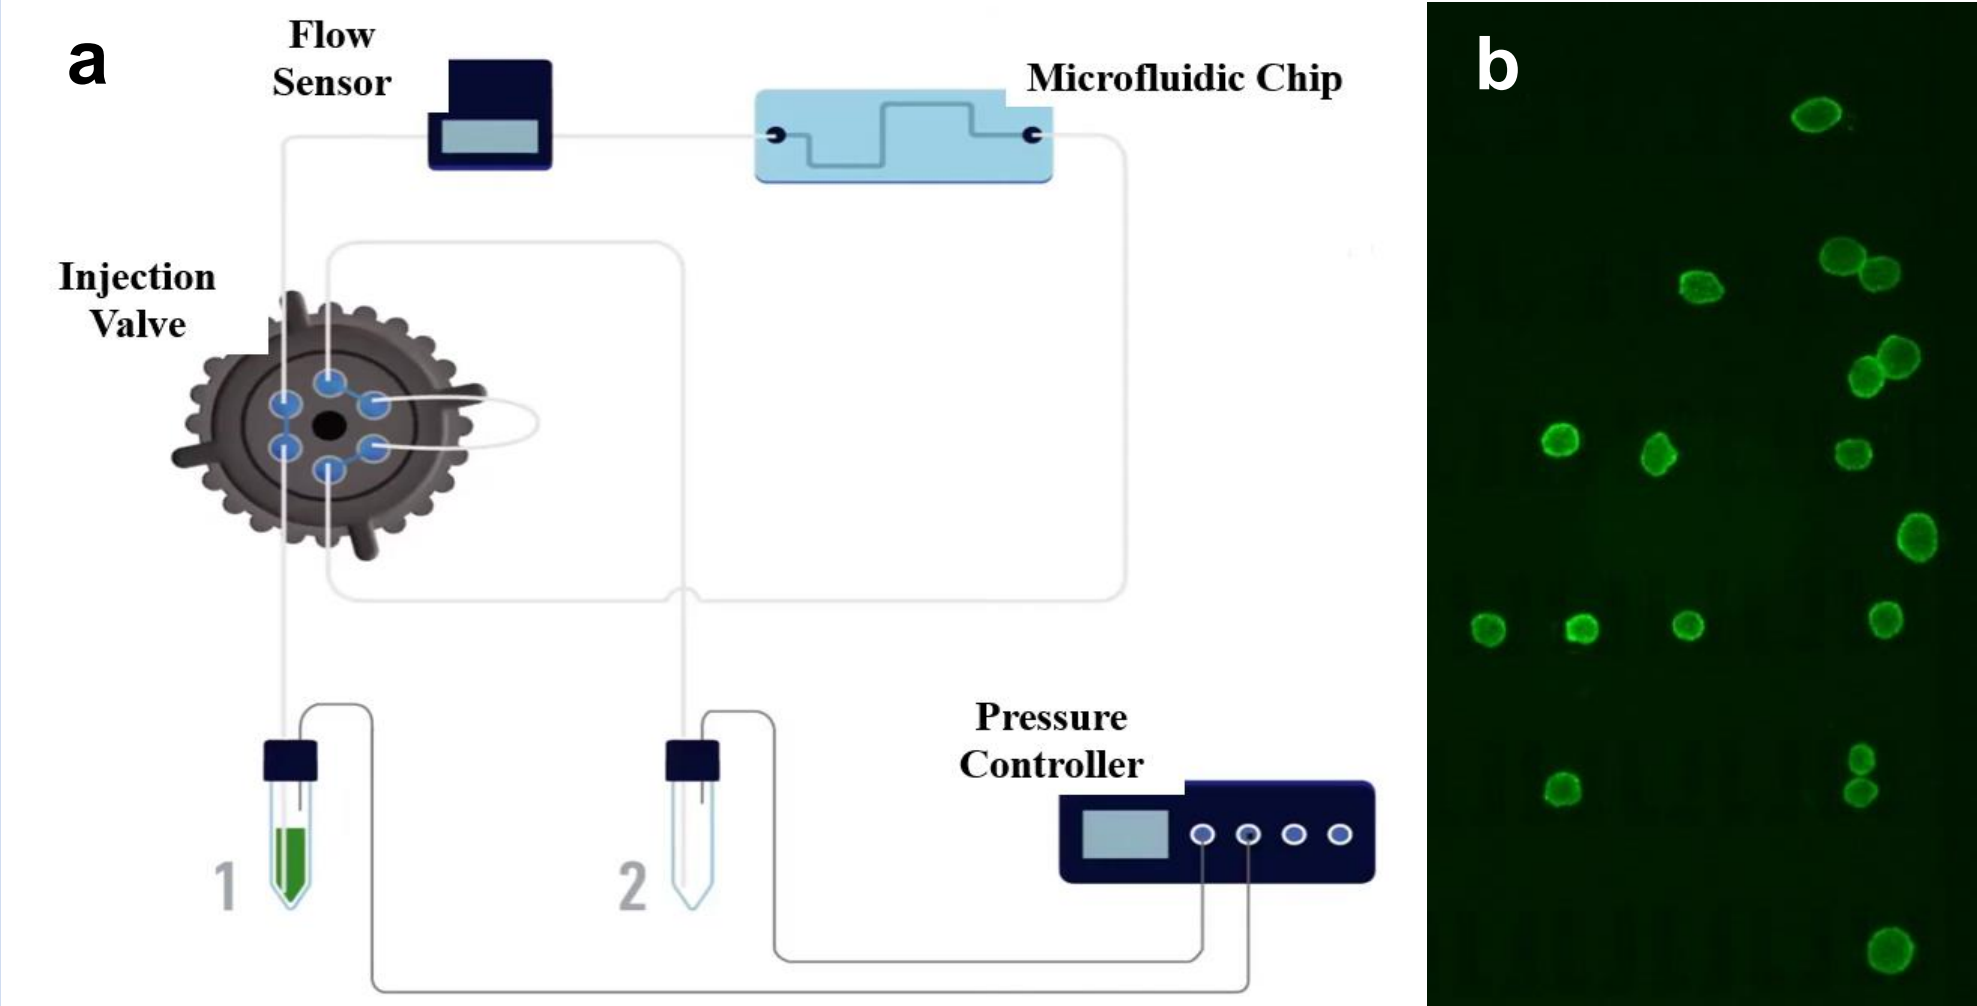 a
Flow
Sensor
Microfluidic Chip
Injection
Valve
Pressure
Controller
1
2
b